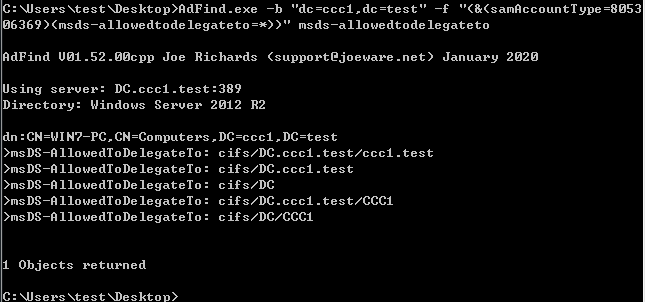 C:\Users\test\Desktop>AdFind.exe -b "dc=ccc1,dc=test" -f "(&(samAccountType=8053
06369)(msds-allowedtodelegateto=*))" msds-allowedtodelegateto
AdFind V01.52.00cpp Joe Richards (support@joeware.net) January 2020
Using server: DC.ccc1.test:389
Directory: Windows Server 2012 R2
dn:CN=WIN7-PC,CN=Computers,DC=ccc1,DC=test
>msDS-AllowedToDelegateTo: cifs/DC.ccc1.test/ccc1.test
>msDS-AllowedToDelegateTo: cifs/DC.ccc1.test
>msDS-AllowedToDelegateTo: cifs/DC
>msDS-AllowedToDelegateTo: cifs/DC.ccc1.test/CCC1
>msDS-AllowedToDelegateTo: cifs/DC/CCC1
1 Objects returned
C:\Users\test\Desktop>